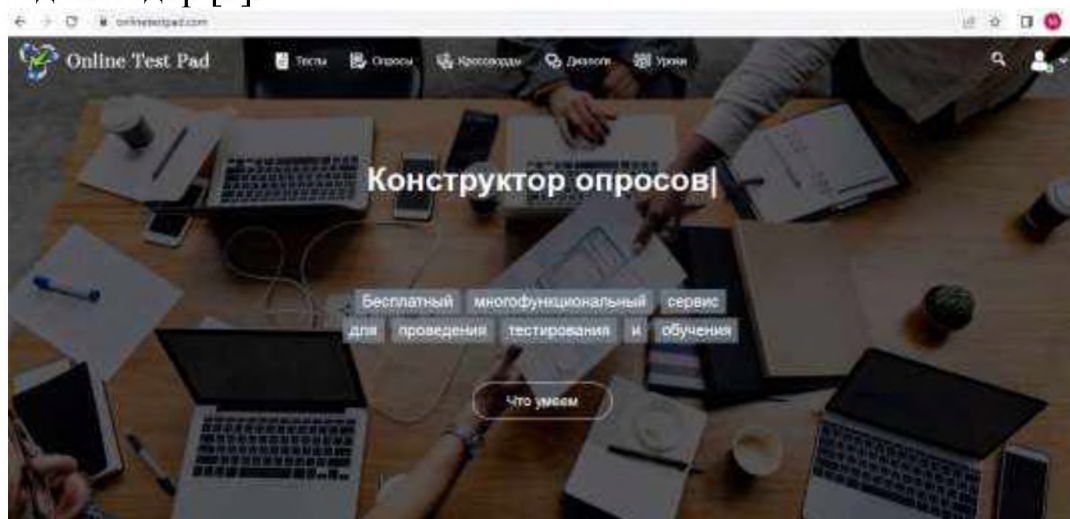 onlinetestpad.com
Online Test Pad Тесты Опросы Кроссворды Диалоги Уроки
Конструктор опросов
Бесплатный многофункциональный сервис
для проведения тестирования и обучения
Что умеем